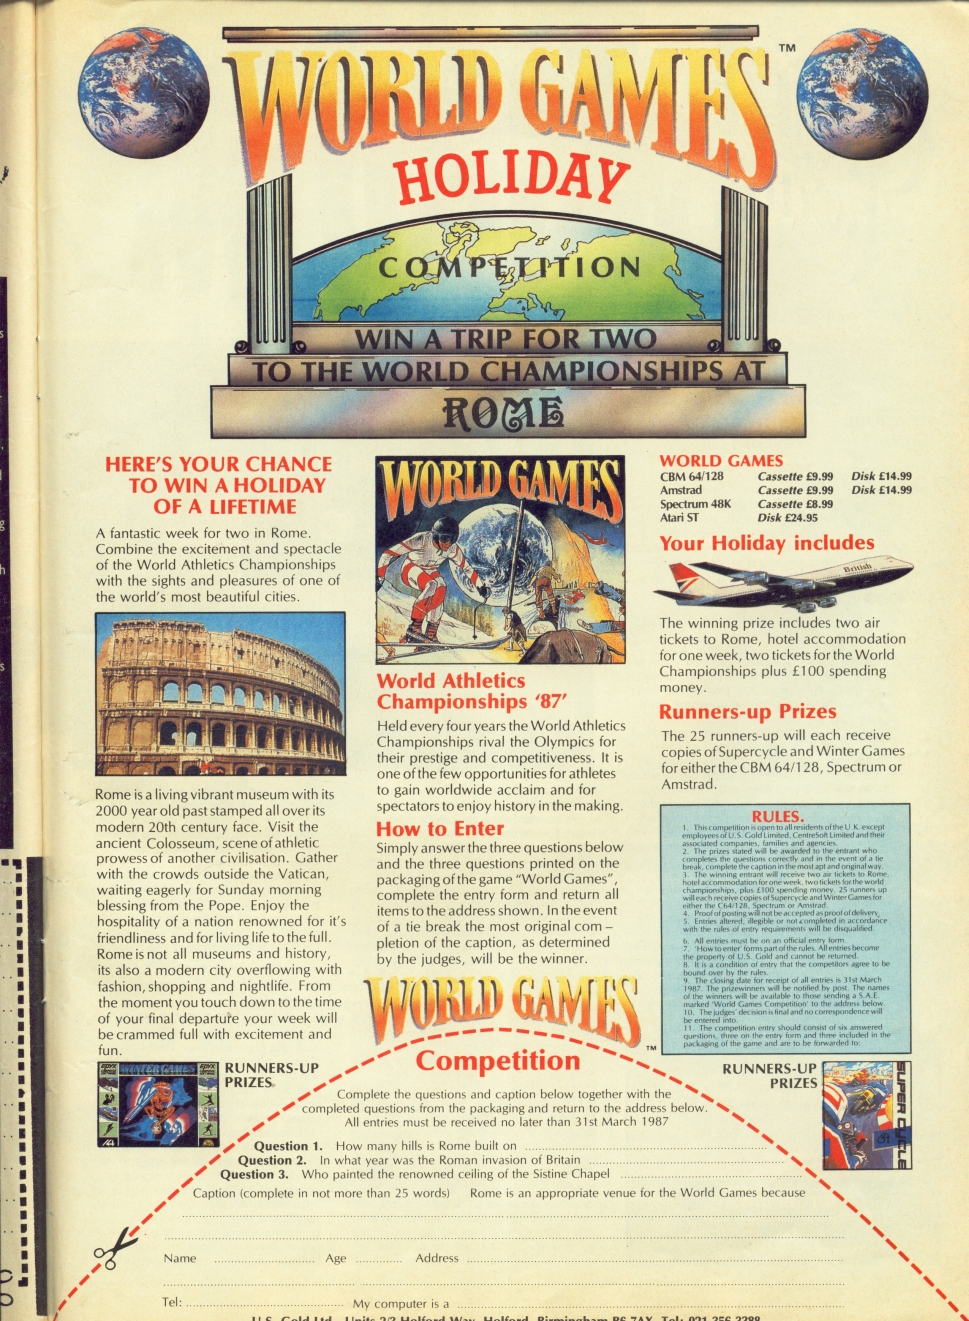 WORLD GAMES
TM
HOLIDAY
COMPETITION
WIN A TRIP FOR TWO
TO THE WORLD CHAMPIONSHIPS AT
ROME
HERE'S YOUR CHANCE
TO WIN A HOLIDAY
OF A LIFETIME
A fantastic week for two in Rome.
Combine the excitement and spectacle
of the World Athletics Championships
with the sights and pleasures of one of
the world's most beautiful cities.
Rome is a living vibrant museum with its
2000 year old past stamped all over its
modern 20th century face. Visit the
ancient Colosseum, scene of athletic
prowess of another civilisation. Gather
with the crowds outside the Vatican,
waiting eagerly for Sunday morning
blessing from the Pope. Enjoy the
hospitality of a nation renowned for it's
friendliness and for living life to the full.
Rome is not all museums and history,
its also a modern city overflowing with
fashion, shopping and nightlife. From
the moment you touch down to the time
of your final departure your week will
be crammed full with excitement and
fun.
WORLD GAMES
World Athletics
Championships '87'
Held every four years the World Athletics
Championships rival the Olympics for
their prestige and competitiveness. It is
one of the few opportunities for athletes
to gain worldwide acclaim and for
spectators to enjoy history in the making.
How to Enter
Simply answer the three questions below
and the three questions printed on the
packaging of the game "World Games",
complete the entry form and return all
items to the address shown. In the event
of a tie break the most original com –
pletion of the caption, as determined
by the judges, will be the winner.
WORLD GAMES
CBM 64/128 Cassette £9.99 Disk £14.99
Amstrad Cassette £9.99 Disk £14.99
Spectrum 48K Cassette £8.99
Atari ST Disk £24.95
Your Holiday includes
British
The winning prize includes two air
tickets to Rome, hotel accommodation
for one week, two tickets for the World
Championships plus £100 spending
money.
Runners-up Prizes
The 25 runners-up will each receive
copies of Supercycle and Winter Games
for either the CBM 64/128, Spectrum or
Amstrad.
RULES.
1. This competition is open to all residents of the U.K. except
employees of U.S. Gold Limited, CentreSoft Limited and their
associated companies, families and agencies.
2. The prizes stated will be awarded to the entrant who
completes the questions correctly and in the event of a tie
break, complete the caption in the most apt and original way.
3. The winning entrant will receive two air tickets to Rome,
hotel accommodation for one week, two tickets for the world
championships, plus £100 spending money. 25 runners up
will each receive copies of Supercycle and Winter Games for
either the C64/128, Spectrum or Amstrad.
4. Proof of posting will not be accepted as proof of delivery.
5. Entries altered, illegible or not completed in accordance
with the rules of entry requirements will be disqualified.
6. All entries must be on an official entry form.
7. 'How to enter' forms part of the rules. All entries become
the property of U.S. Gold and cannot be returned.
8. It is a condition of entry that the competitors agree to be
bound over by the rules.
9. The closing date for receipt of all entries is 31st March
1987. The prizewinners will be notified by post. The names
of the winners will be available to those sending a S.A.E.
marked 'World Games Competition' to the address below.
10. The judges' decision is final and no correspondence will
be entered into.
11. The competition entry should consist of six answered
questions, three on the entry form and three included in the
packaging of the game and are to be forwarded to:
WORLD GAMES
TM
Competition
WINTER GAMES
RUNNERS-UP
PRIZES.
RUNNERS-UP
PRIZES
SUPER CYCLE
Complete the questions and caption below together with the
completed questions from the packaging and return to the address below.
All entries must be received no later than 31st March 1987
Question 1. How many hills is Rome built on
Question 2. In what year was the Roman invasion of Britain
Question 3. Who painted the renowned ceiling of the Sistine Chapel
Caption (complete in not more than 25 words) Rome is an appropriate venue for the World Games because
Name Age Address
Tel: My computer is a
U.S. Gold Ltd., Units 2/3 Holford Way, Holford, Birmingham B6 7AX. Tel: 021 356 3388